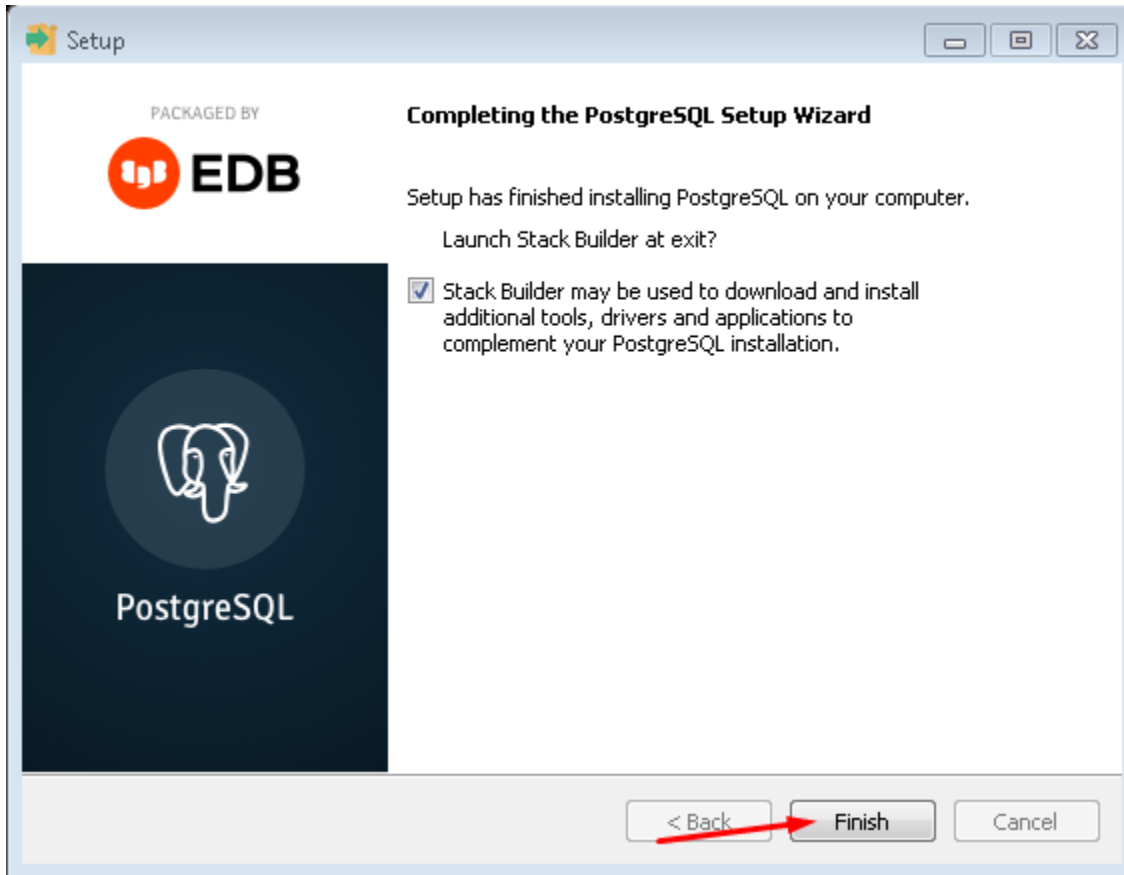 Setup
PACKAGED BY
EDB
Completing the PostgreSQL Setup Wizard
Setup has finished installing PostgreSQL on your computer.
Launch Stack Builder at exit?
Stack Builder may be used to download and install
additional tools, drivers and applications to
complement your PostgreSQL installation.
PostgreSQL
< Back
Finish
Cancel